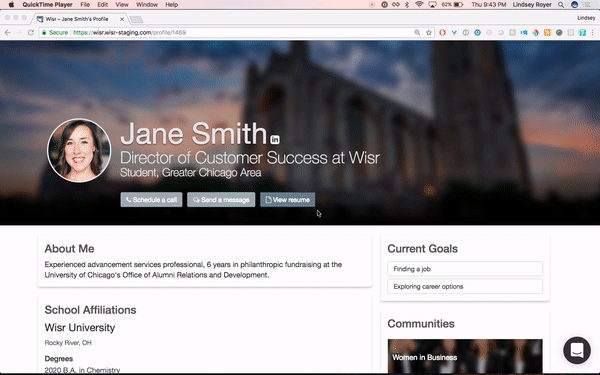 QuickTime Player File Edit View Window Help 62% Thu 9:43 PM Lindsey Royer
Wisr – Jane Smith's Profile Lindsey
Secure https://wisr.wisr-staging.com/profile/1469
Jane Smith in
Director of Customer Success at Wisr
Student, Greater Chicago Area
Schedule a call Send a message View resume
About Me
Experienced advancement services professional, 6 years in philanthropic fundraising at the
University of Chicago's Office of Alumni Relations and Development.
Current Goals
Finding a job
Exploring career options
School Affiliations
Wisr University
Rocky River, OH
Degrees
2020 B.A. in Chemistry
Communities
Women in Business